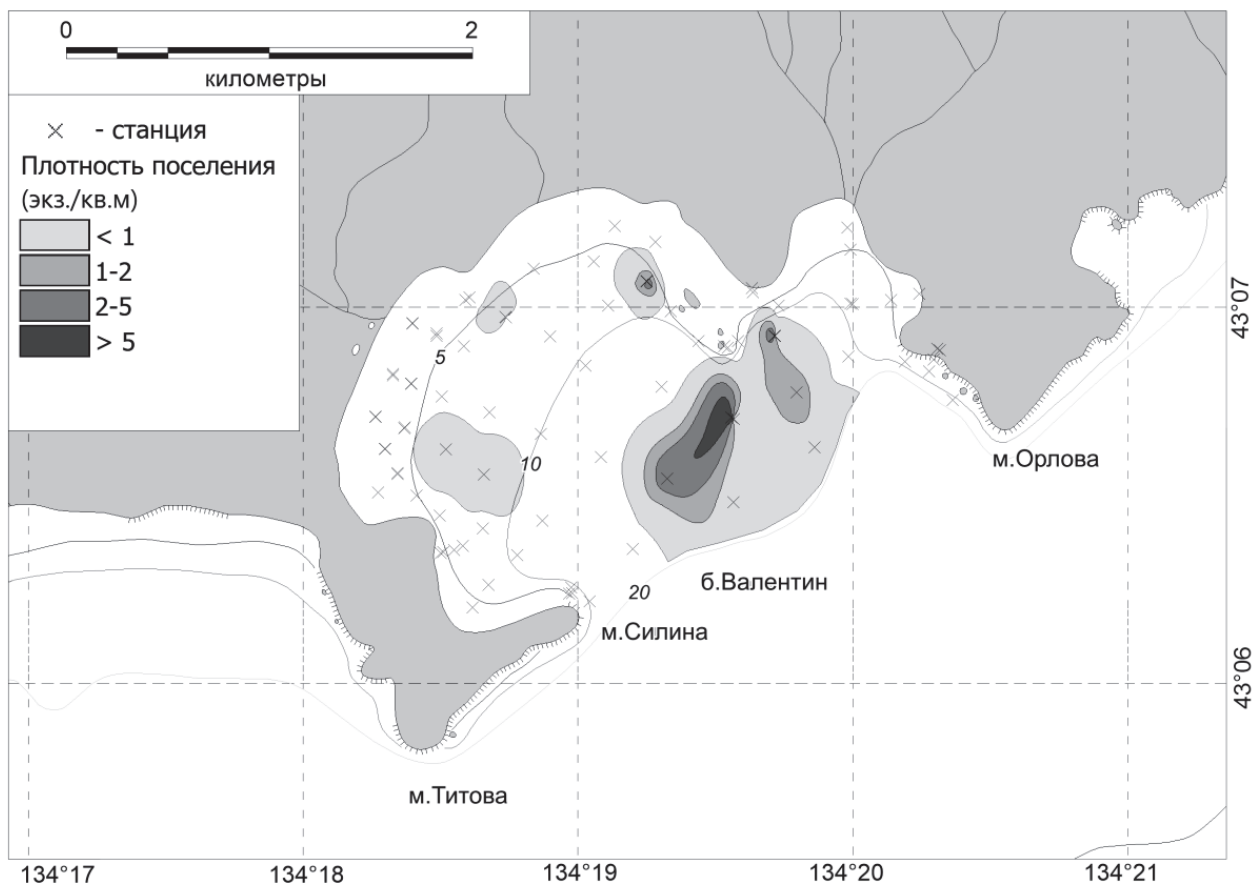 0 2
километры
× - станция
Плотность поселения
(экз./кв.м)
< 1
1-2
2-5
> 5
43°07
5
10
м.Орлова
б.Валентин
20
м.Силина
43°06
м.Титова
134°17 134°18 134°19 134°20 134°21